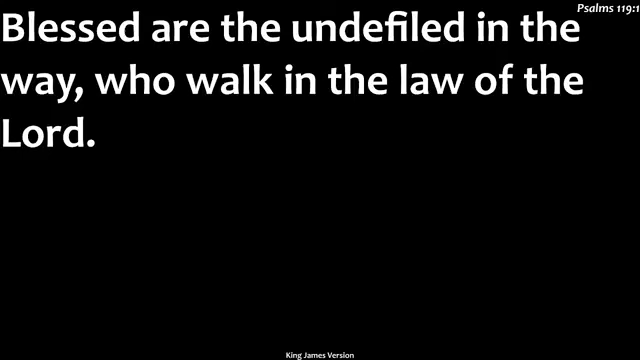 Psalms 119:1
Blessed are the undefiled in the
way, who walk in the law of the
Lord.
King James Version